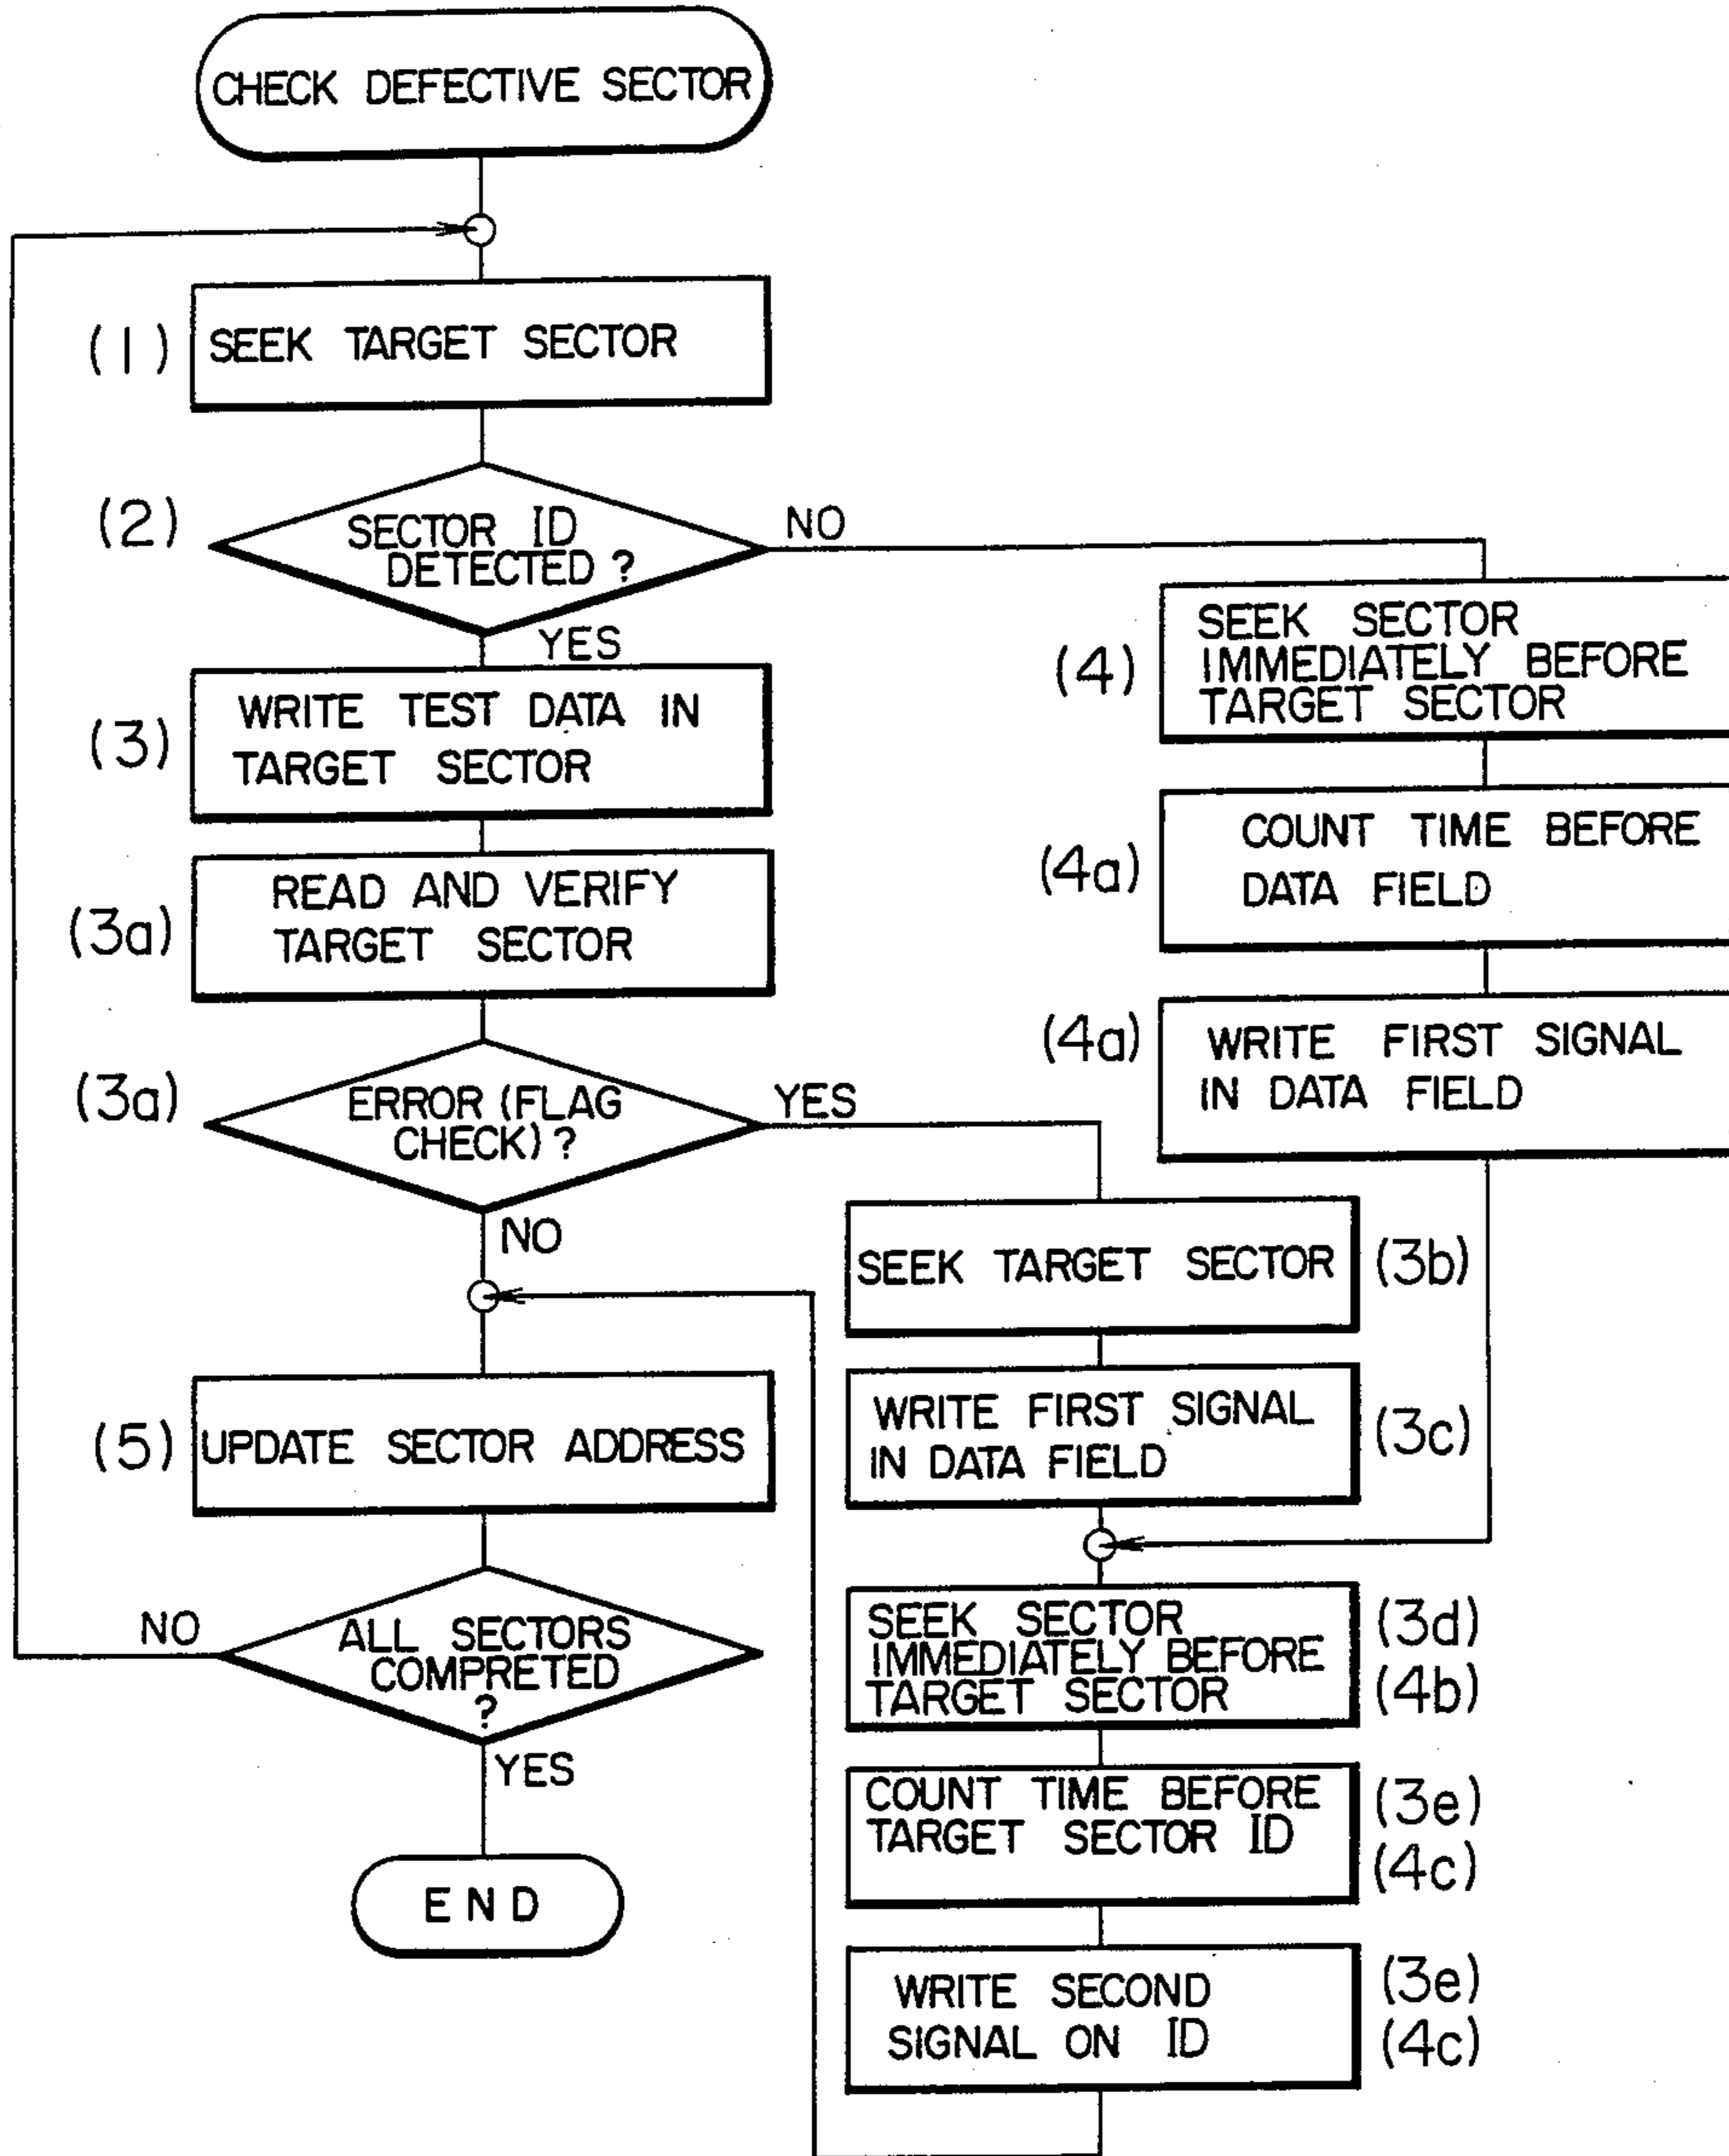 CHECK DEFECTIVE SECTOR
(1)
SEEK TARGET SECTOR
(2)
SECTOR ID
DETECTED ?
NO
YES
(3)
WRITE TEST DATA IN
TARGET SECTOR
(3a)
READ AND VERIFY
TARGET SECTOR
(3a)
ERROR (FLAG
CHECK) ?
YES
NO
(4)
SEEK SECTOR
IMMEDIATELY BEFORE
TARGET SECTOR
(4a)
COUNT TIME BEFORE
DATA FIELD
(4a)
WRITE FIRST SIGNAL
IN DATA FIELD
SEEK TARGET SECTOR
(3b)
WRITE FIRST SIGNAL
IN DATA FIELD
(3c)
SEEK SECTOR
IMMEDIATELY BEFORE
TARGET SECTOR
(3d)
(4b)
COUNT TIME BEFORE
TARGET SECTOR ID
(3e)
(4c)
WRITE SECOND
SIGNAL ON ID
(3e)
(4c)
(5)
UPDATE SECTOR ADDRESS
NO
ALL SECTORS
COMPRETED
?
YES
END